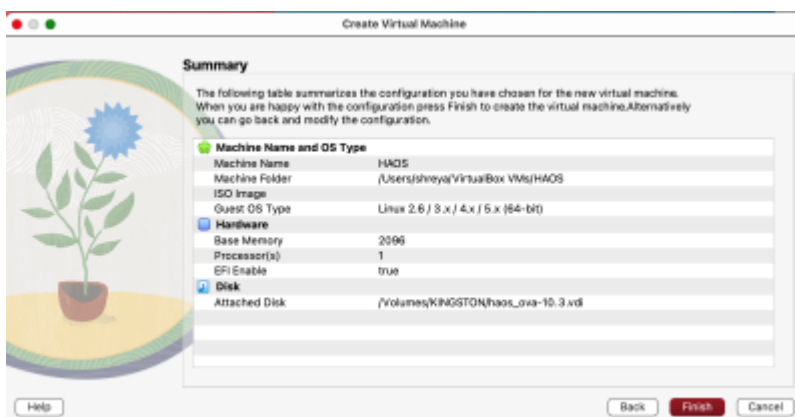 Create Virtual Machine
Summary
The following table summarizes the configuration you have chosen for the new virtual machine.
When you are happy with the configuration press Finish to create the virtual machine.Alternatively
you can go back and modify the configuration.
Machine Name and OS Type
Machine Name HAOS
Machine Folder /Users/shreya/VirtualBox VMs/HAOS
ISO Image
Guest OS Type Linux 2.6 / 3.x / 4.x / 5.x (64-bit)
Hardware
Base Memory 2096
Processor(s) 1
EFI Enable true
Disk
Attached Disk /Volumes/KINGSTON/haos_ova-10.3.vdi
Help Back Finish Cancel